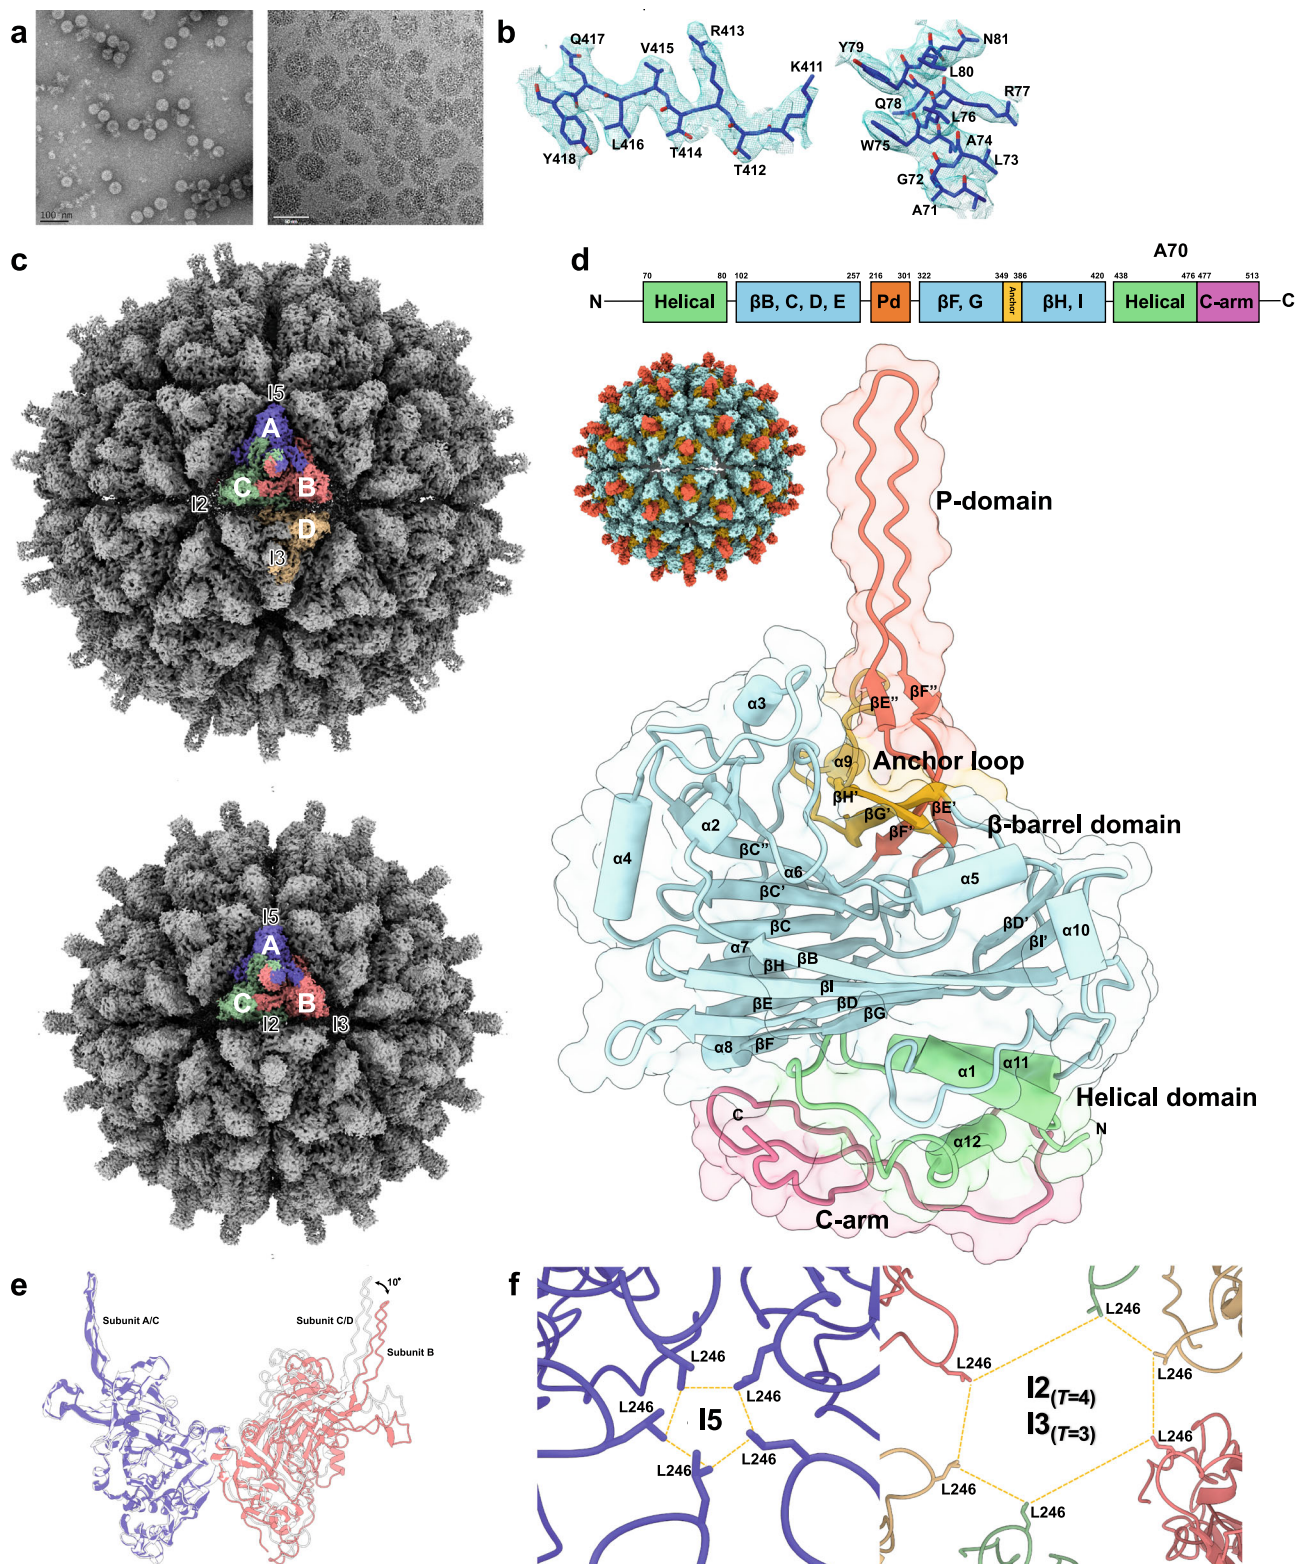 a
100 nm
b
Q417
V415
R413
K411
Y418
L416
T414
T412
Y79
N81
L80
Q78
R77
L76
W75
A74
L73
G72
A71
c
I5
A
C
B
I2
D
I3
I5
A
C
B
I2
I3
d
A70
70
80
102
257
216
301
322
349
386
420
438
476
477
513
N
Helical
βB, C, D, E
Pd
βF, G
Anchor
βH, I
Helical
C-arm
C
P-domain
βE’’
βF’’
α3
α9
Anchor loop
βH’
βE’
βG’
βF’
β-barrel domain
α2
α4
βC’’
α6
α5
βC’
βC
βD’
βI’
α10
α7
βB
βH
βI
βE
βD
βG
βF
α8
α1
α11
Helical domain
C
N
α12
C-arm
e
10°
Subunit A/C
Subunit C/D
Subunit B
f
L246
L246
L246
L246
L246
I5
L246
L246
L246
L246
L246
L246
I2(T=4)
I3(T=3)